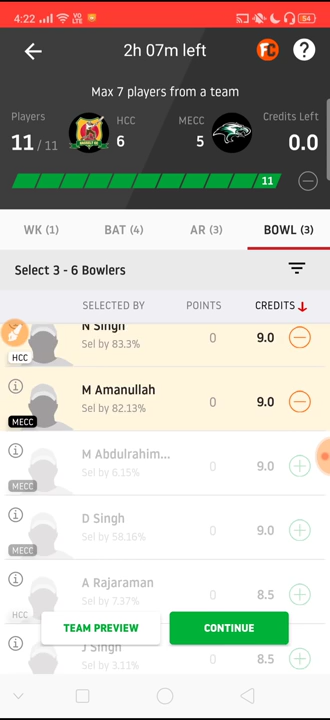 4:22
VO
LTE
54
2h 07m left
FC
?
Max 7 players from a team
Players
11 / 11
HCC
6
MECC
5
Credits Left
0.0
11
WK (1)
BAT (4)
AR (3)
BOWL (3)
Select 3 - 6 Bowlers
SELECTED BY
POINTS
CREDITS
N Singh
Sel by 83.3%
0
9.0
HCC
M Amanullah
Sel by 82.13%
0
9.0
MECC
M Abdulrahim...
Sel by 6.15%
0
9.0
MECC
D Singh
Sel by 58.16%
0
9.0
MECC
A Rajaraman
Sel by 7.37%
0
8.5
HCC
TEAM PREVIEW
CONTINUE
J Singh
Sel by 3.11%
0
8.5